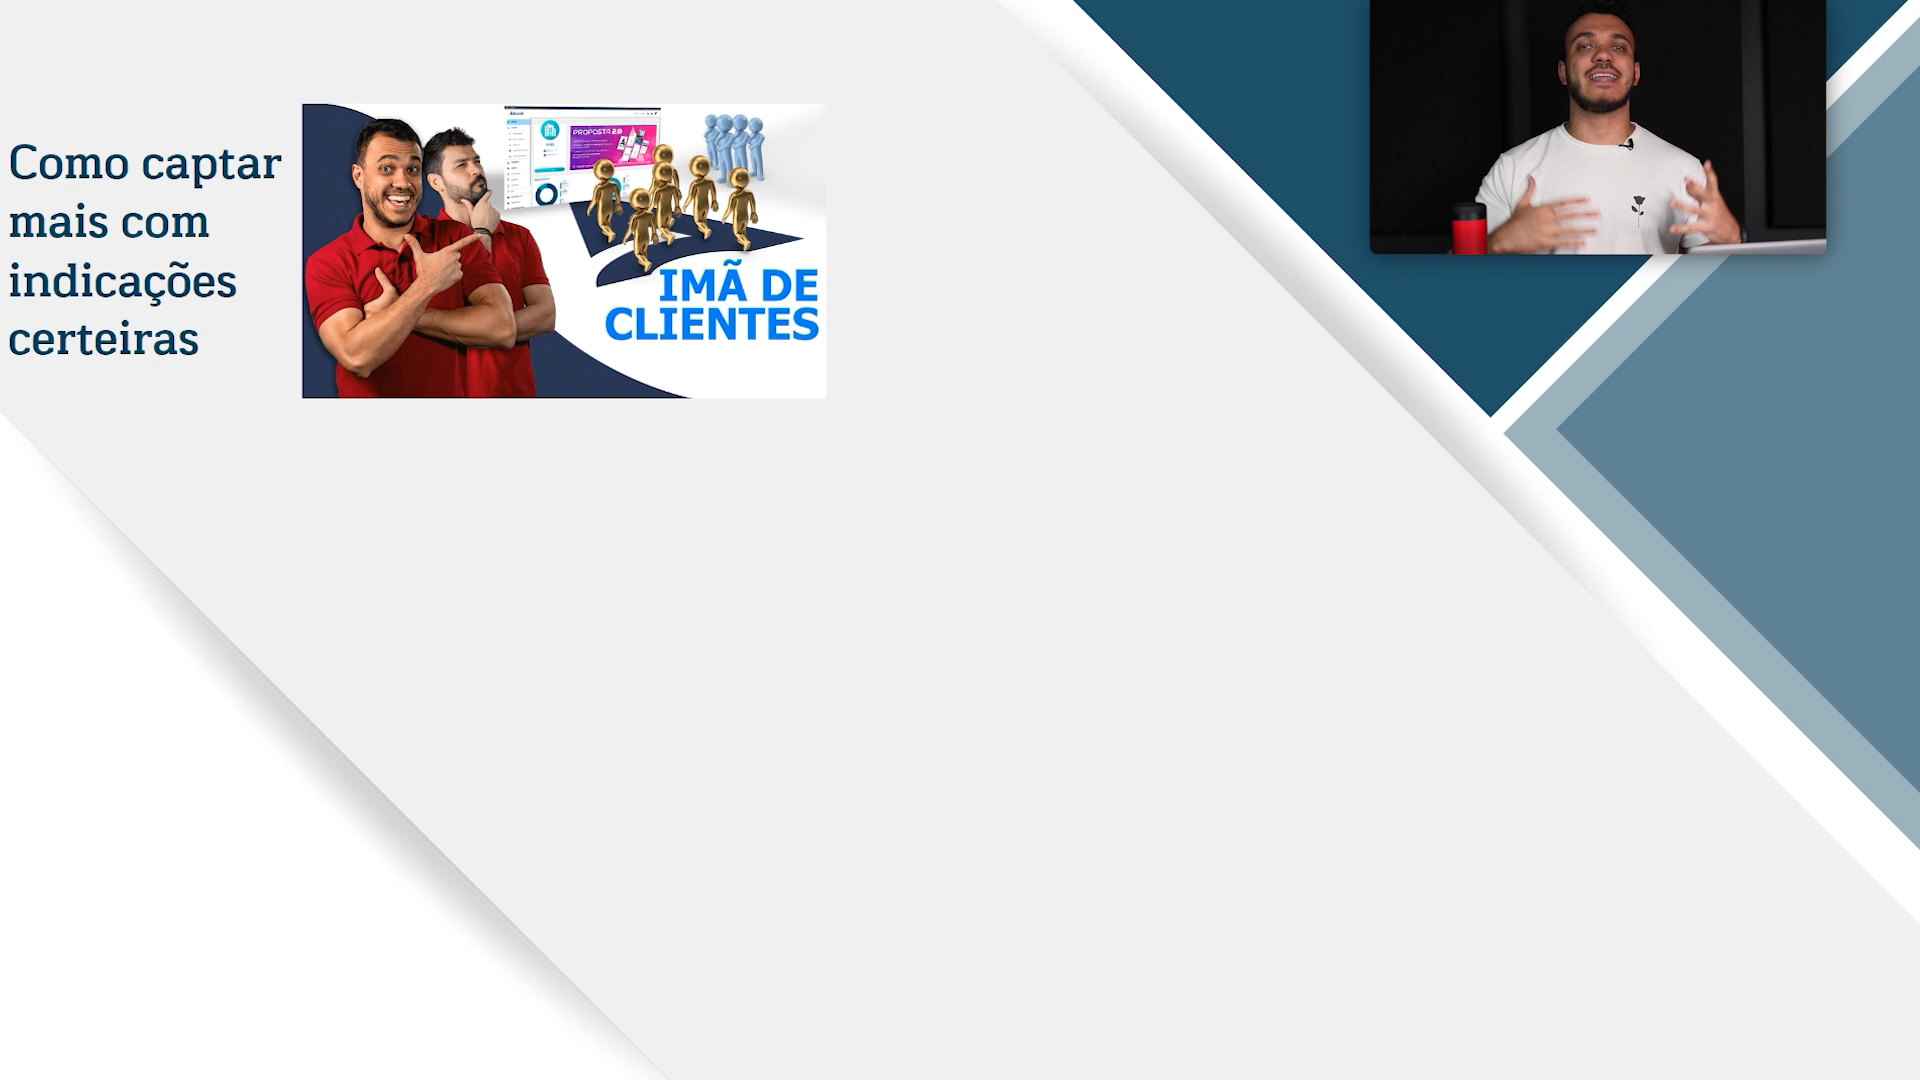 Como captar
mais com
indicações
certeiras
PROPOSTA 2.0
IMÃ DE
CLIENTES